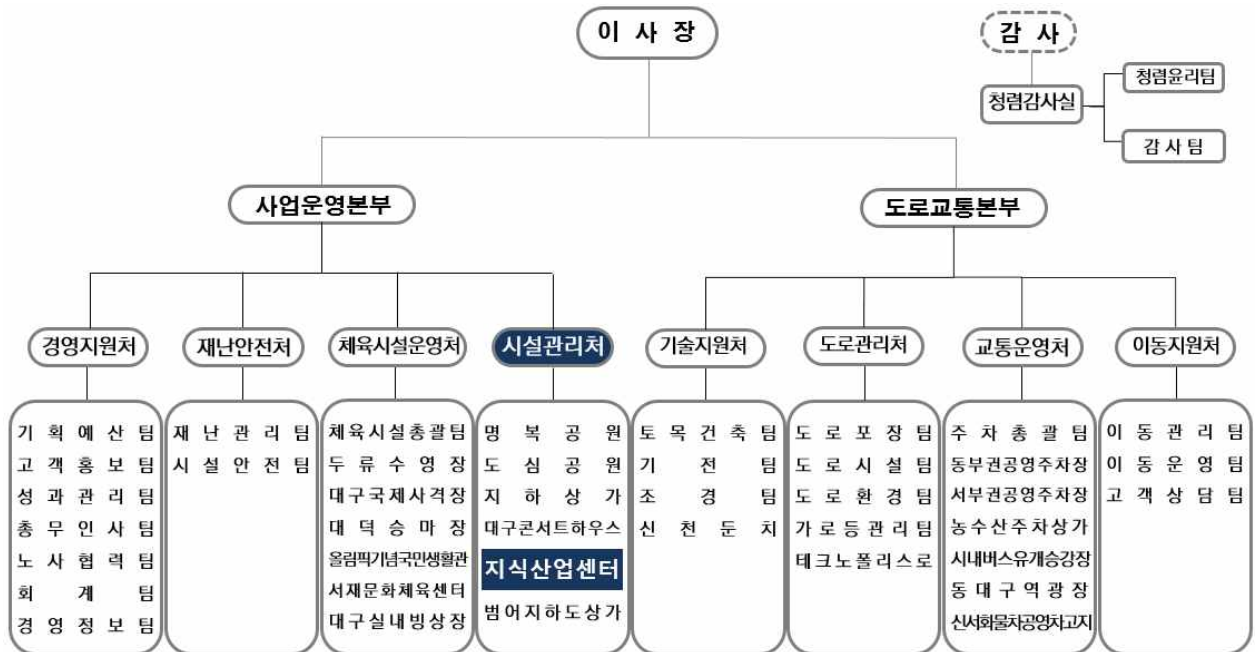 이 사 장
감 사
청렴감사실
청렴윤리팀
감 사 팀
사업운영본부
도로교통본부
경영지원처
재난안전처
체육시설운영처
시설관리처
기술지원처
도로관리처
교통운영처
이동지원처
기 획 예 산 팀
고 객 홍 보 팀
성 과 관 리 팀
총 무 인 사 팀
노 사 협 력 팀
회 계 팀
경 영 정 보 팀
재 난 관 리 팀
시 설 안 전 팀
체육시설총괄팀
두 류 수 영 장
대구국제사격장
대 덕 승 마 장
올림픽기념국민생활관
서재문화체육센터
대구실내빙상장
명 복 공 원
도 심 공 원
지 하 상 가
대구콘서트하우스
지식산업센터
범어지하도상가
토 목 건 축 팀
기 전 팀
조 경 팀
신 천 둔 치
도 로 포 장 팀
도 로 시 설 팀
도 로 환 경 팀
가로등관리팀
테크노폴리스로
주 차 총 괄 팀
동부권공영주차장
서부권공영주차장
농수산주차상가
시내버스유개승강장
동 대 구 역 광 장
신서화물차공영차고지
이 동 관 리 팀
이 동 운 영 팀
고 객 상 담 팀